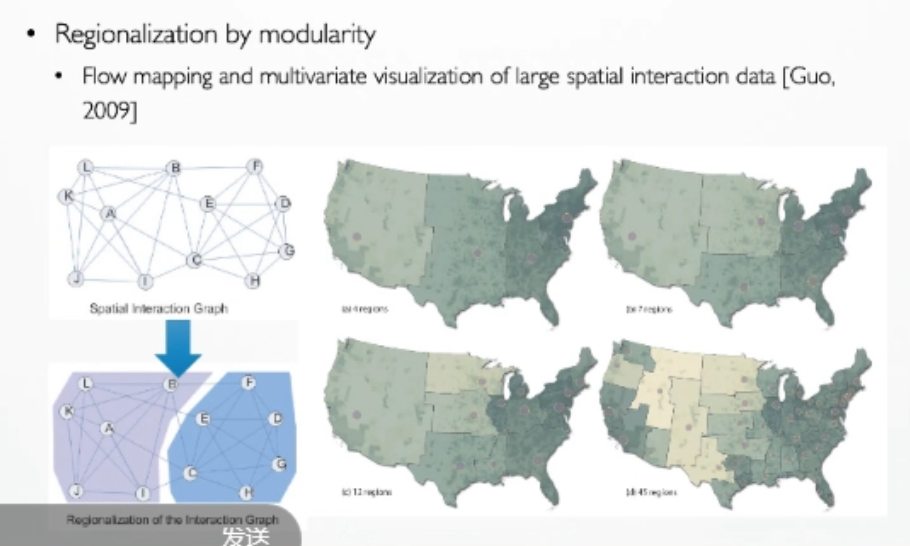 • Regionalization by modularity
• Flow mapping and multivariate visualization of large spatial interaction data [Guo,
2009]
L B F
K E D
A
C G
J I H
Spatial Interaction Graph
(a) 4 regions
(b) 7 regions
L B F
K A E D
C G
J I H
(c) 12 regions
(d) 45 regions
Regionalization of the Interaction Graph
发送